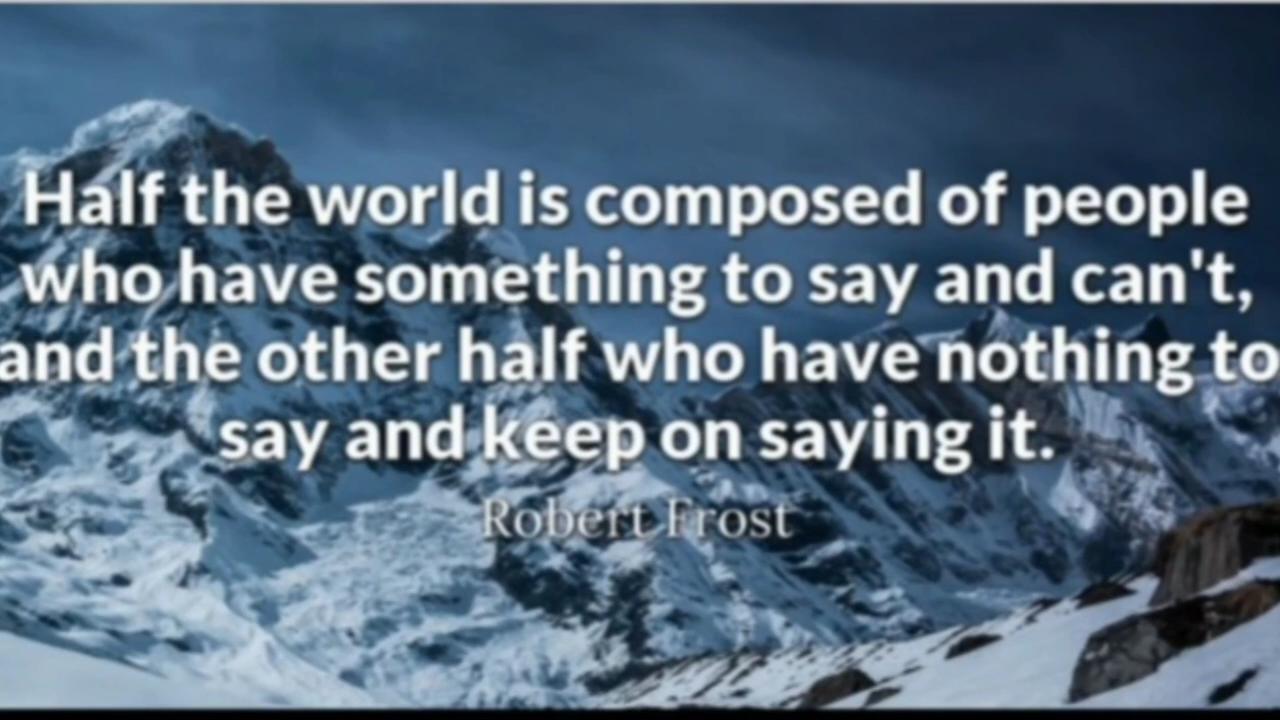 Half the world is composed of people
who have something to say and can't,
and the other half who have nothing to
say and keep on saying it.
Robert Frost